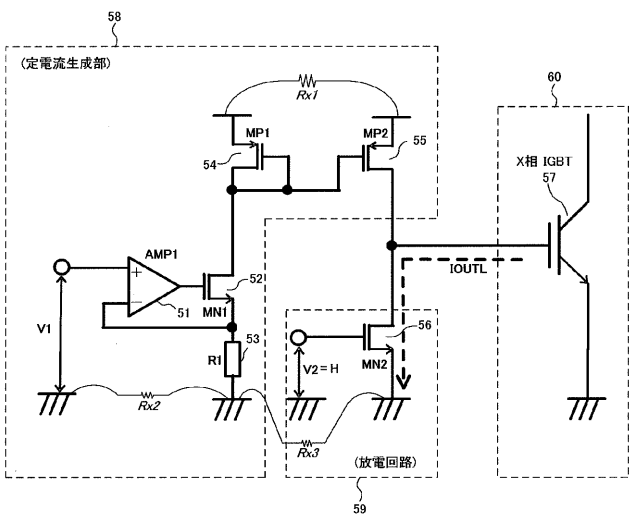 58
(定電流生成部)
Rx1
60
MP1
MP2
54
55
X相 IGBT
57
AMP1
52
51
MN1
IOUTL
56
V1
R1
53
V2=H
MN2
Rx2
Rx3
(放電回路)
59